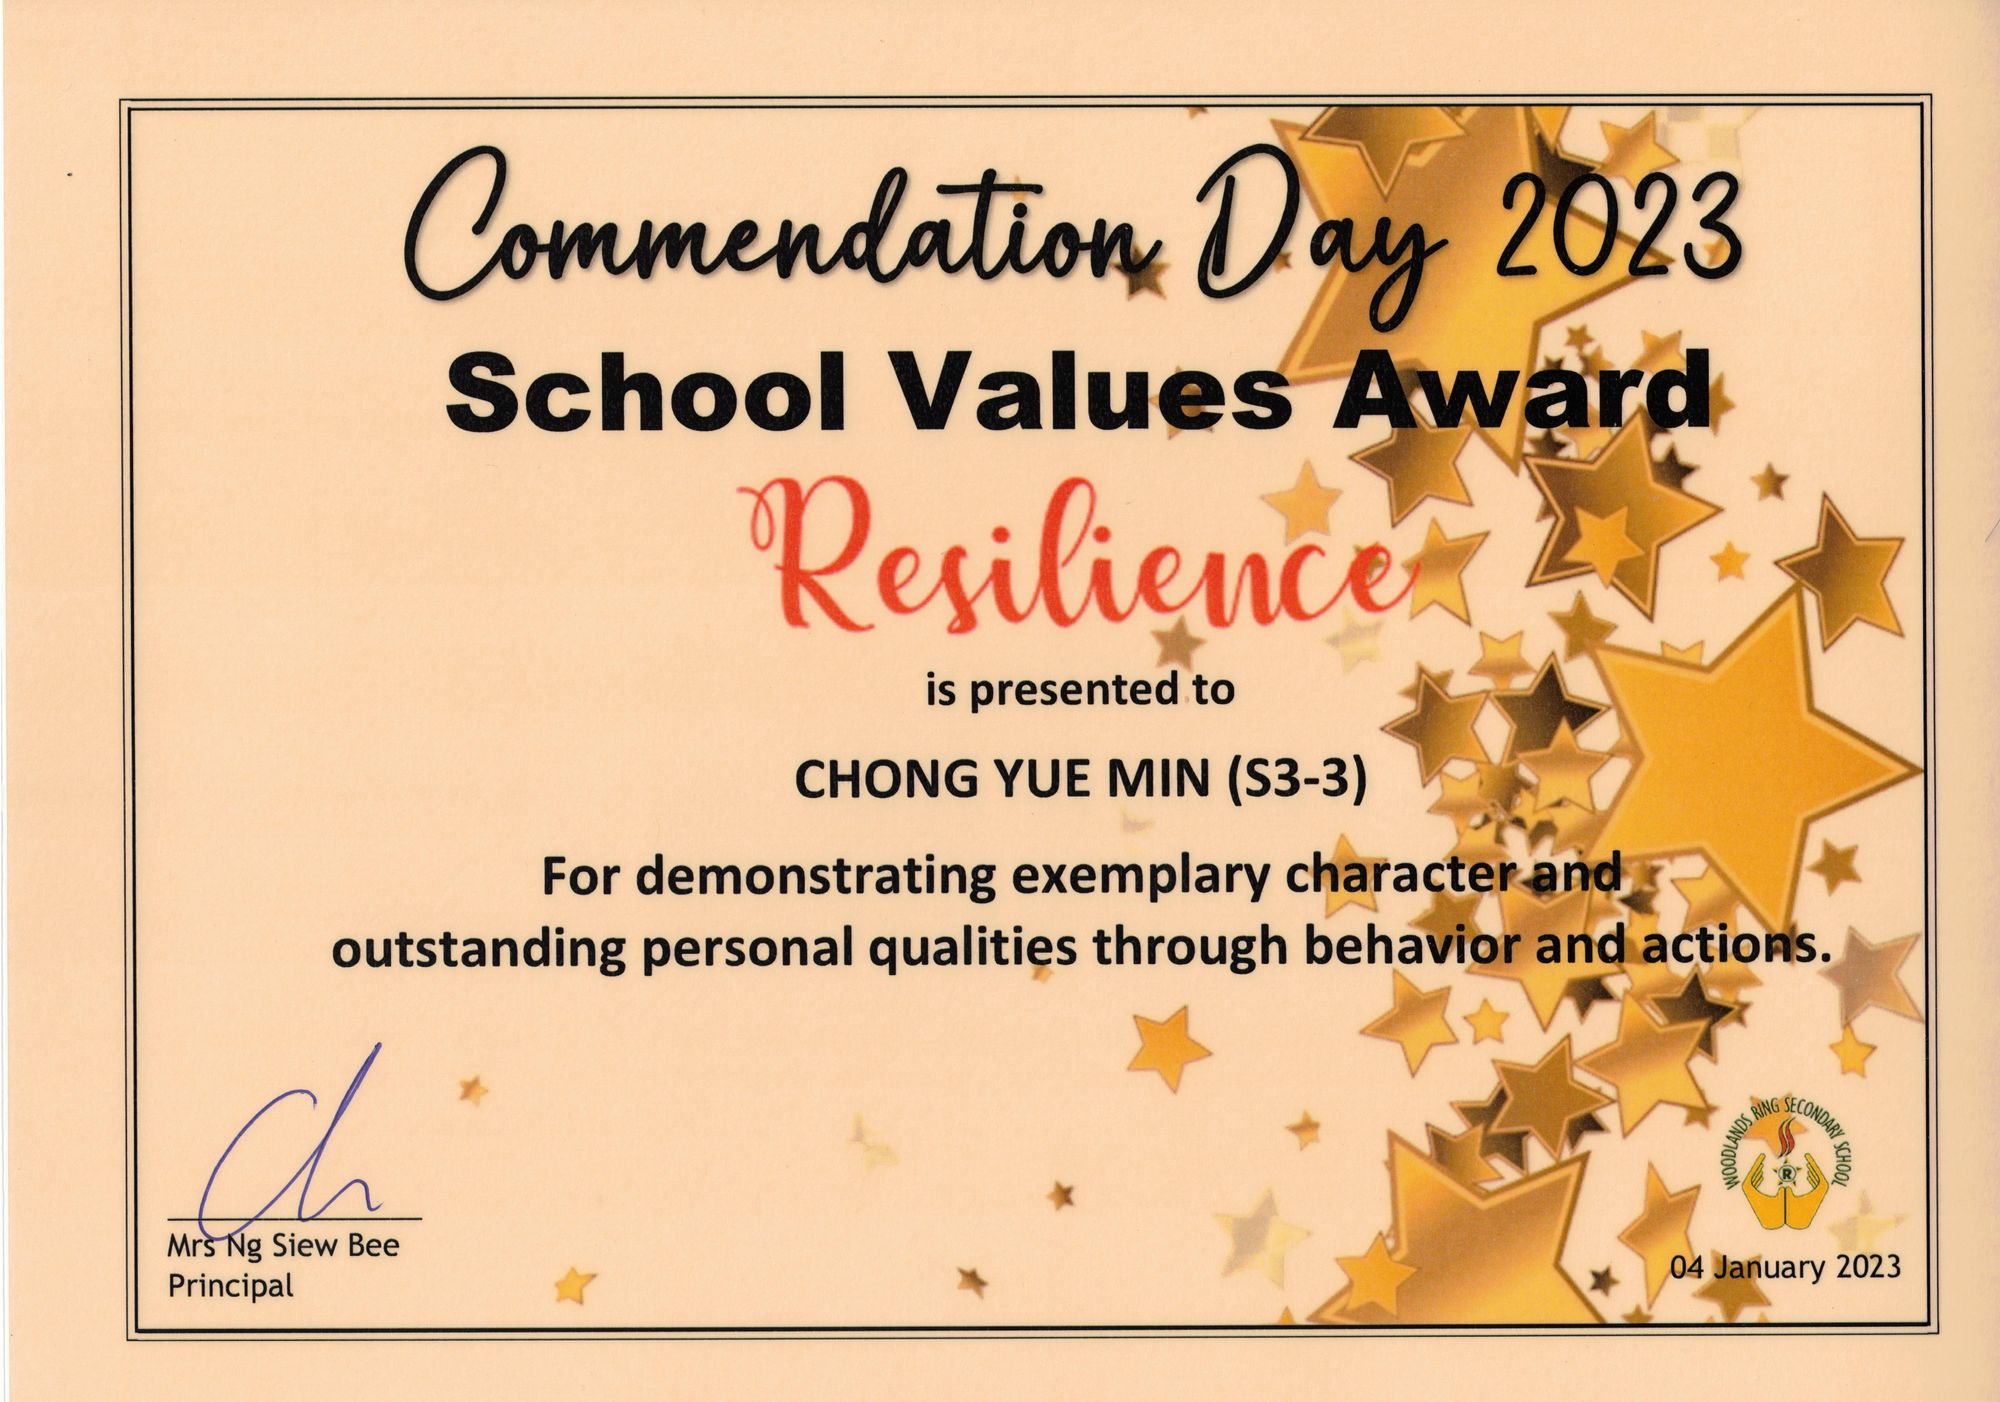 Commendation Day 2023
School Values Award
Resilience
is presented to
CHONG YUE MIN (S3-3)
For demonstrating exemplary character and
outstanding personal qualities through behavior and actions.
Mrs Ng Siew Bee
Principal
WOODLANDS RING SECONDARY SCHOOL
R
04 January 2023